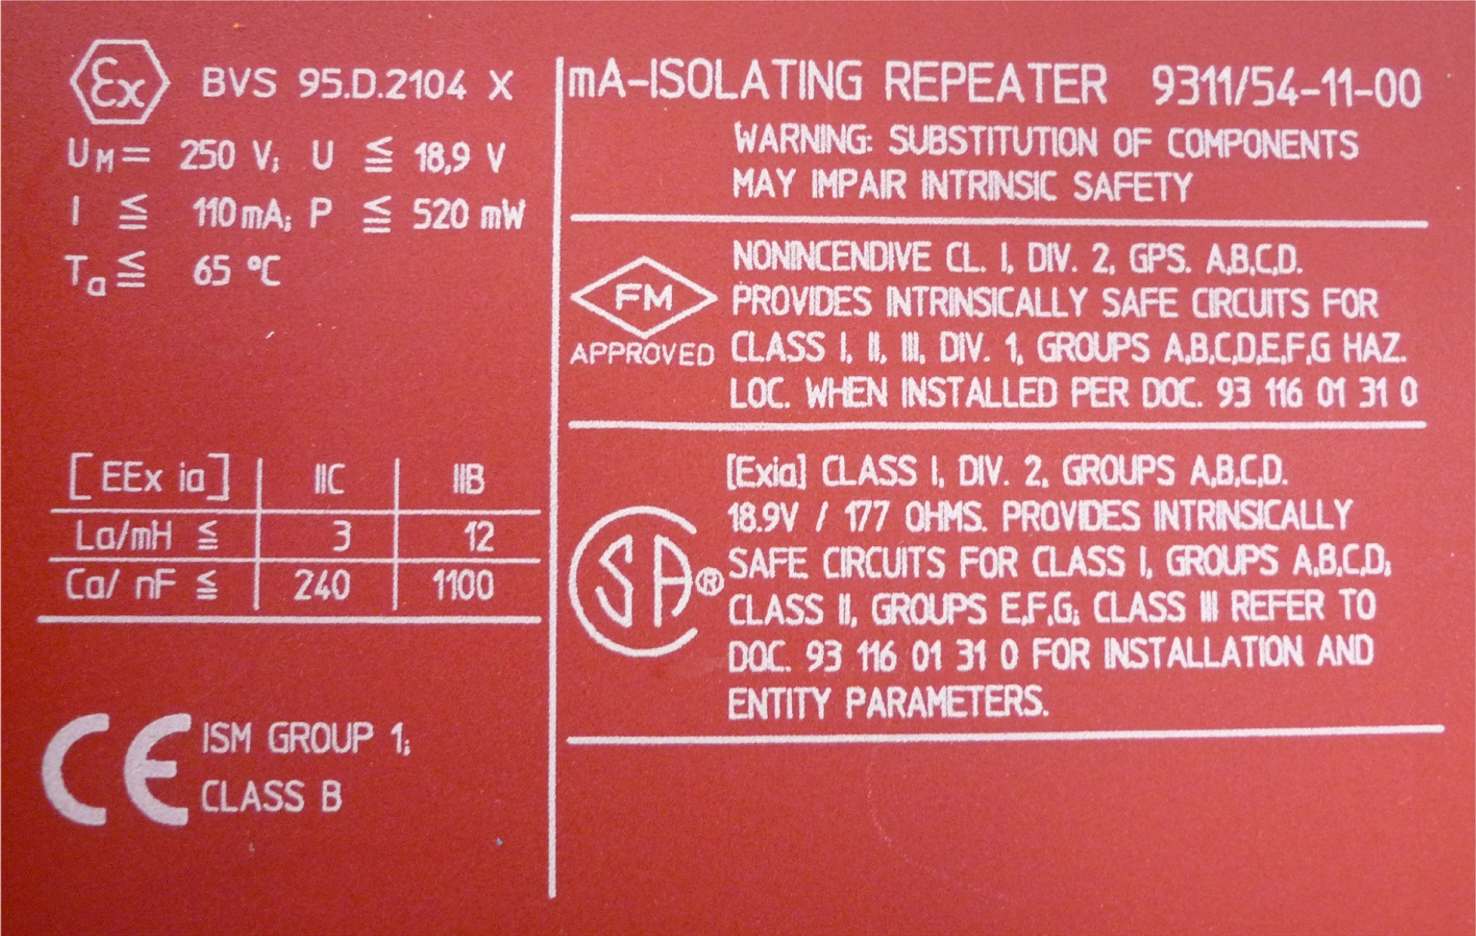 Ex BVS 95.D.2104 X
UM= 250 V; U ≦ 18,9 V
I ≦ 110mA; P ≦ 520 mW
Ta≦ 65 °C
[EEx ia] IIC IIB
La/mH ≦ 3 12
Ca/ nF ≦ 240 1100
CE ISM GROUP 1;
CLASS B
mA-ISOLATING REPEATER 9311/54-11-00
WARNING: SUBSTITUTION OF COMPONENTS
MAY IMPAIR INTRINSIC SAFETY
FM
APPROVED
NONINCENDIVE CL. I, DIV. 2, GPS. A,B,C,D.
PROVIDES INTRINSICALLY SAFE CIRCUITS FOR
CLASS I, II, III, DIV. 1, GROUPS A,B,C,D,E,F,G HAZ.
LOC. WHEN INSTALLED PER DOC. 93 116 01 31 0
SA®
[Exia] CLASS I, DIV. 2, GROUPS A,B,C,D.
18.9V / 177 OHMS. PROVIDES INTRINSICALLY
SAFE CIRCUITS FOR CLASS I, GROUPS A,B,C,D;
CLASS II, GROUPS E,F,G; CLASS III REFER TO
DOC. 93 116 01 31 0 FOR INSTALLATION AND
ENTITY PARAMETERS.